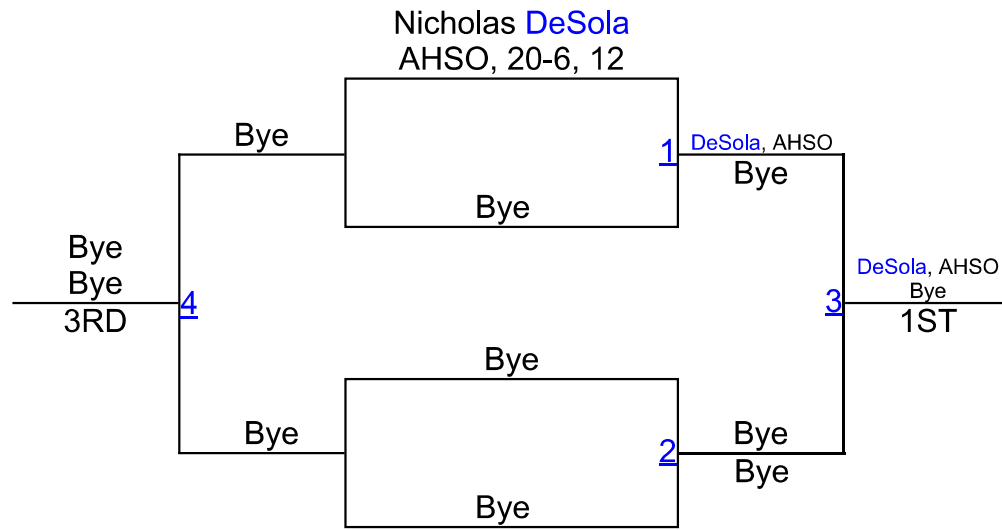 Nicholas DeSola
AHSO, 20-6, 12
Bye
1
DeSola, AHSO
Bye
Bye
Bye
Bye
3RD
4
3
DeSola, AHSO
Bye
1ST
Bye
Bye
2
Bye
Bye
Bye